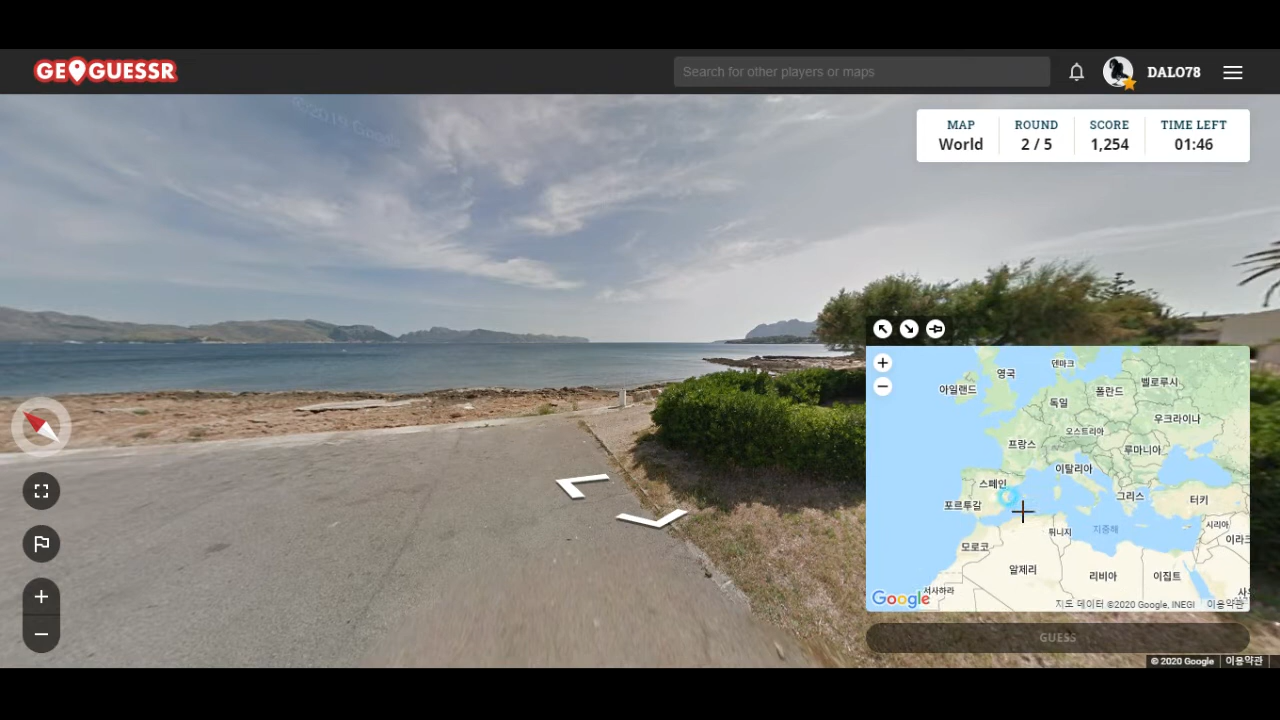 GEOGUESSR
Search for other players or maps
DALO78
©2019 Google
MAP ROUND SCORE TIME LEFT
World 2 / 5 1,254 01:46
영국
덴마크
아일랜드
벨로루시
독일
폴란드
우크라이나
오스트리아
프랑스
루마니아
이탈리아
스페인
그리스
터키
포르투갈
시리아
튀니지
지중해
이라크
모로코
알제리
리비아
이집트
서사하라
사우
Google
지도 데이터 ©2020 Google, INEGI 이용약관
GUESS
© 2020 Google 이용약관